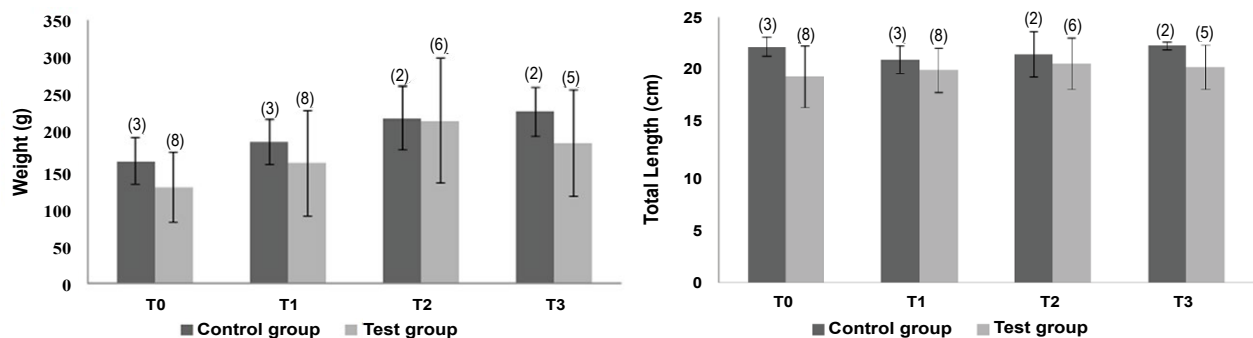 Weight (g)
350
300
250
200
150
100
50
0
(3)
(8)
(3)
(8)
(2)
(6)
(2)
(5)
T0
T1
T2
T3
Control group
Test group
Total Length (cm)
25
20
15
10
5
0
(3)
(8)
(3)
(8)
(2)
(6)
(2)
(5)
T0
T1
T2
T3
Control group
Test group